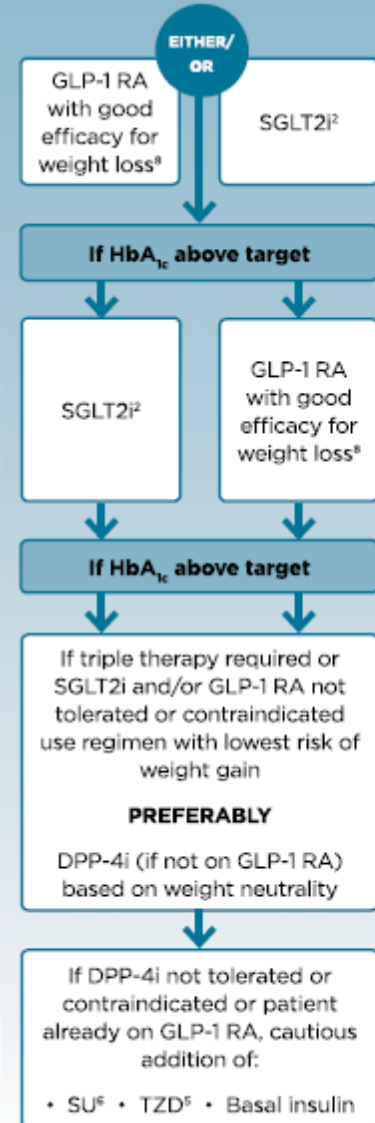 EITHER/
OR
GLP-1 RA
with good
efficacy for
weight loss⁸
SGLT2i²
If HbA₁c above target
SGLT2i²
GLP-1 RA
with good
efficacy for
weight loss⁸
If HbA₁c above target
If triple therapy required or
SGLT2i and/or GLP-1 RA not
tolerated or contraindicated
use regimen with lowest risk of
weight gain
PREFERABLY
DPP-4i (if not on GLP-1 RA)
based on weight neutrality
If DPP-4i not tolerated or
contraindicated or patient
already on GLP-1 RA, cautious
addition of:
• SU⁶ • TZD⁵ • Basal insulin